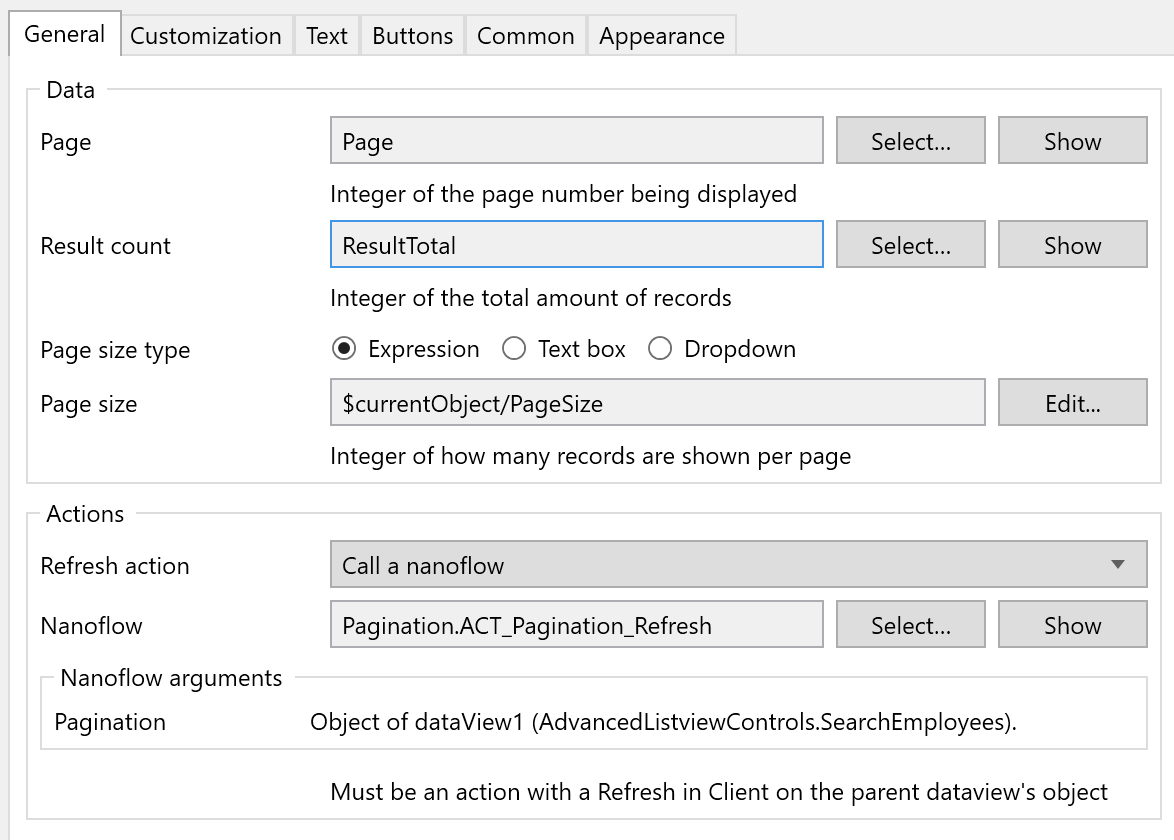 General Customization Text Buttons Common Appearance
Data
Page Page Select... Show
Integer of the page number being displayed
Result count ResultTotal Select... Show
Integer of the total amount of records
Page size type Expression Text box Dropdown
Page size $currentObject/PageSize Edit...
Integer of how many records are shown per page
Actions
Refresh action Call a nanoflow
Nanoflow Pagination.ACT_Pagination_Refresh Select... Show
Nanoflow arguments
Pagination Object of dataView1 (AdvancedListviewControls.SearchEmployees).
Must be an action with a Refresh in Client on the parent dataview's object